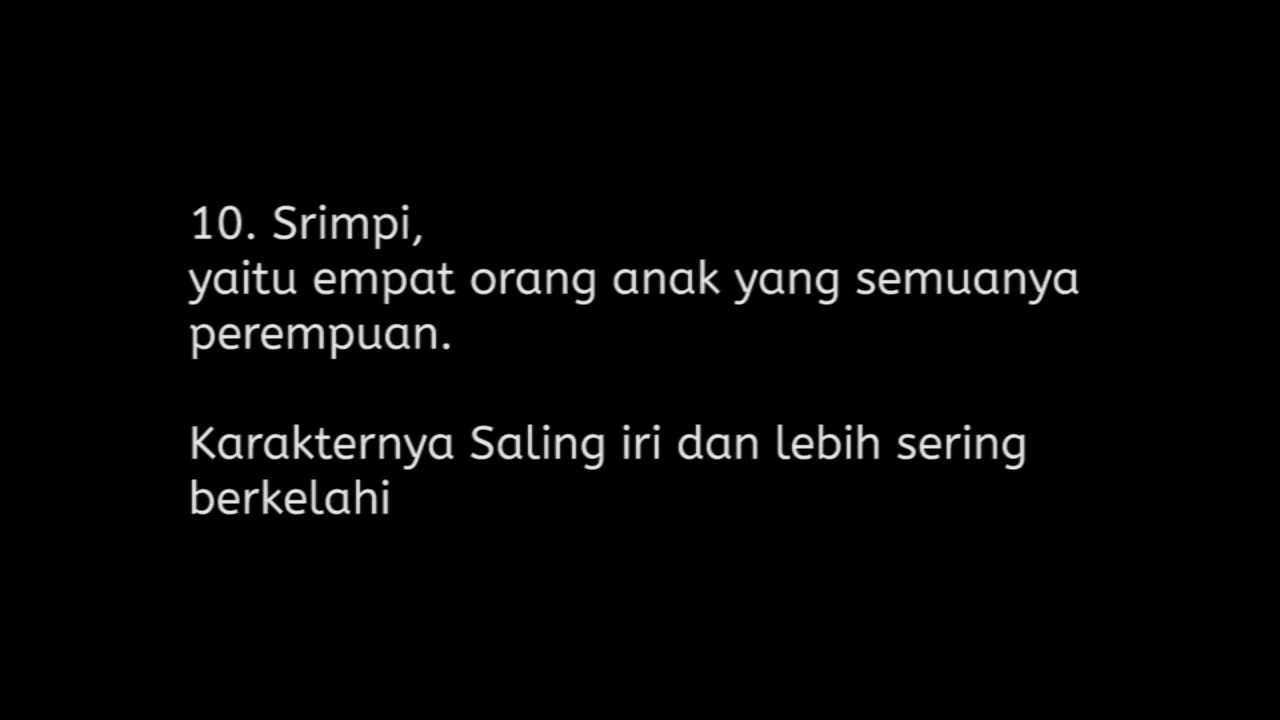 10. Srimpi,
yaitu empat orang anak yang semuanya
perempuan.
Karakternya Saling iri dan lebih sering
berkelahi